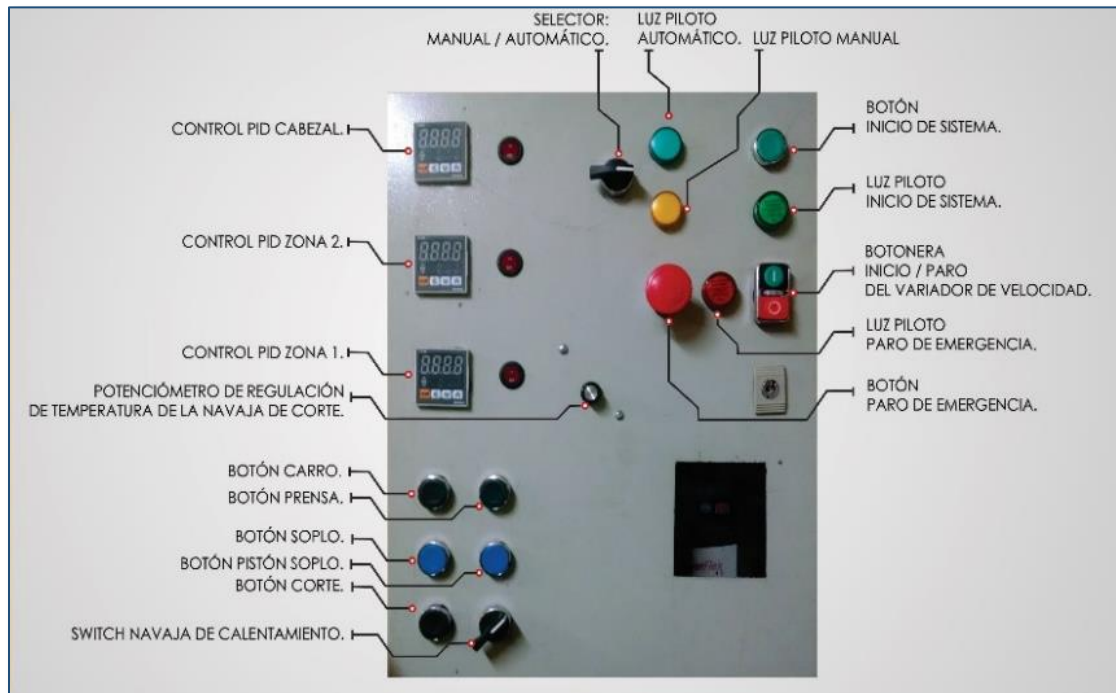 SELECTOR:
MANUAL / AUTOMÁTICO.
LUZ PILOTO
AUTOMÁTICO.
LUZ PILOTO MANUAL
CONTROL PID CABEZAL.
BOTÓN
INICIO DE SISTEMA.
LUZ PILOTO
INICIO DE SISTEMA.
CONTROL PID ZONA 2.
BOTONERA
INICIO / PARO
DEL VARIADOR DE VELOCIDAD.
LUZ PILOTO
PARO DE EMERGENCIA.
CONTROL PID ZONA 1.
POTENCIÓMETRO DE REGULACIÓN
DE TEMPERATURA DE LA NAVAJA DE CORTE.
BOTÓN
PARO DE EMERGENCIA.
BOTÓN CARRO.
BOTÓN PRENSA.
BOTÓN SOPLO.
BOTÓN PISTÓN SOPLO.
BOTÓN CORTE.
SWITCH NAVAJA DE CALENTAMIENTO.